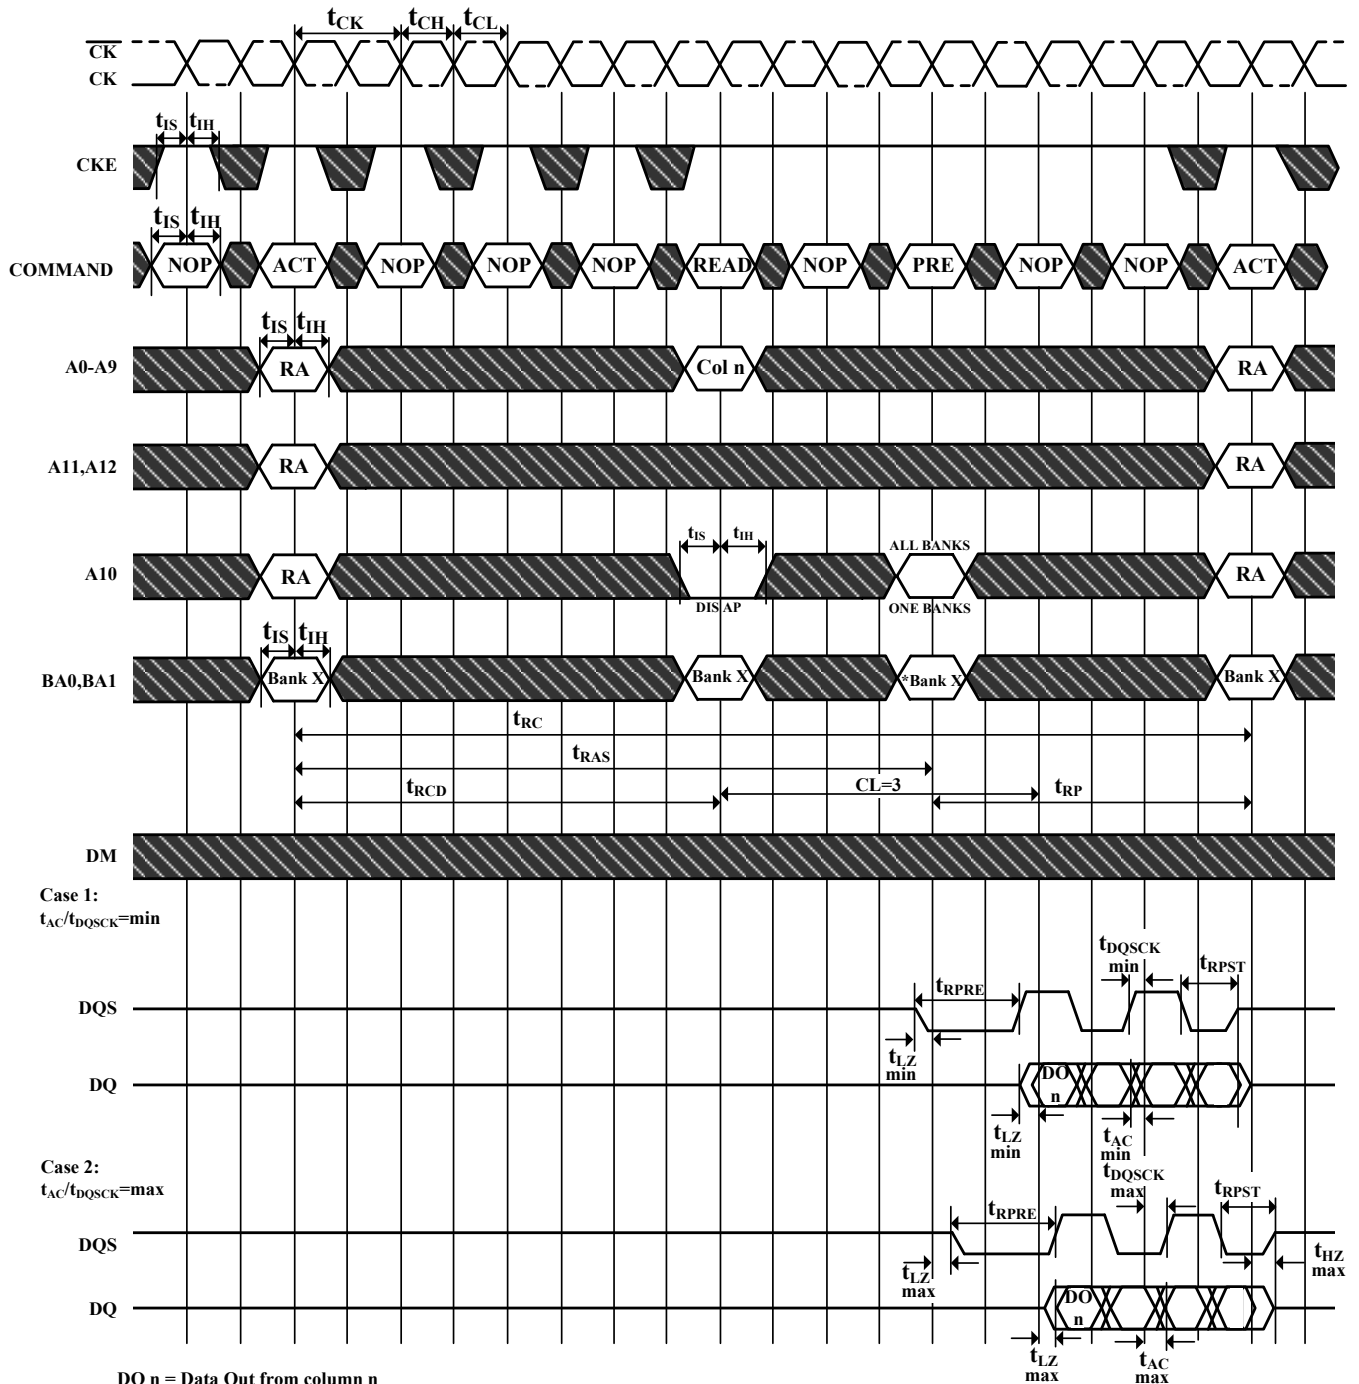 tCK tCH tCL
CK
CK
tIS tIH
CKE
tIS tIH
COMMAND NOP ACT NOP NOP NOP READ NOP PRE NOP NOP ACT
tIS tIH
A0-A9 RA Col n RA
A11,A12 RA RA
tIS tIH ALL BANKS
A10 RA RA
DIS AP ONE BANKS
tIS tIH
BA0,BA1 Bank X Bank X *Bank X Bank X
tRC
tRAS
tRCD CL=3 tRP
DM
Case 1:
tAC/tDQSCK=min
tDQSCK min tRPST
tRPRE
DQS
tLZ min
DQ DO n
tLZ min tAC min
Case 2:
tAC/tDQSCK=max
tDQSCK max tRPST
tRPRE
DQS
tLZ max tHZ max
DQ DO n
tLZ max tAC max
DO n = Data Out from column n